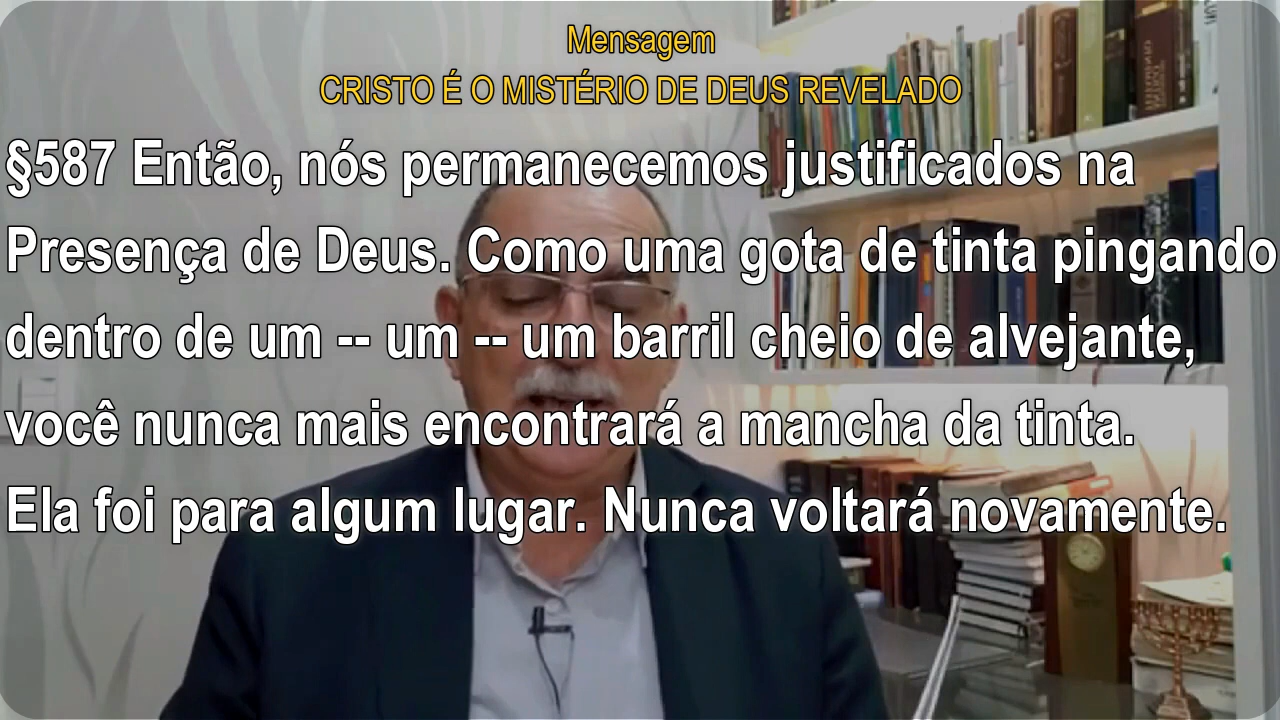 Mensagem
CRISTO É O MISTÉRIO DE DEUS REVELADO
§587 Então, nós permanecemos justificados na
Presença de Deus. Como uma gota de tinta pingando
dentro de um -- um -- um barril cheio de alvejante,
você nunca mais encontrará a mancha da tinta.
Ela foi para algum lugar. Nunca voltará novamente.